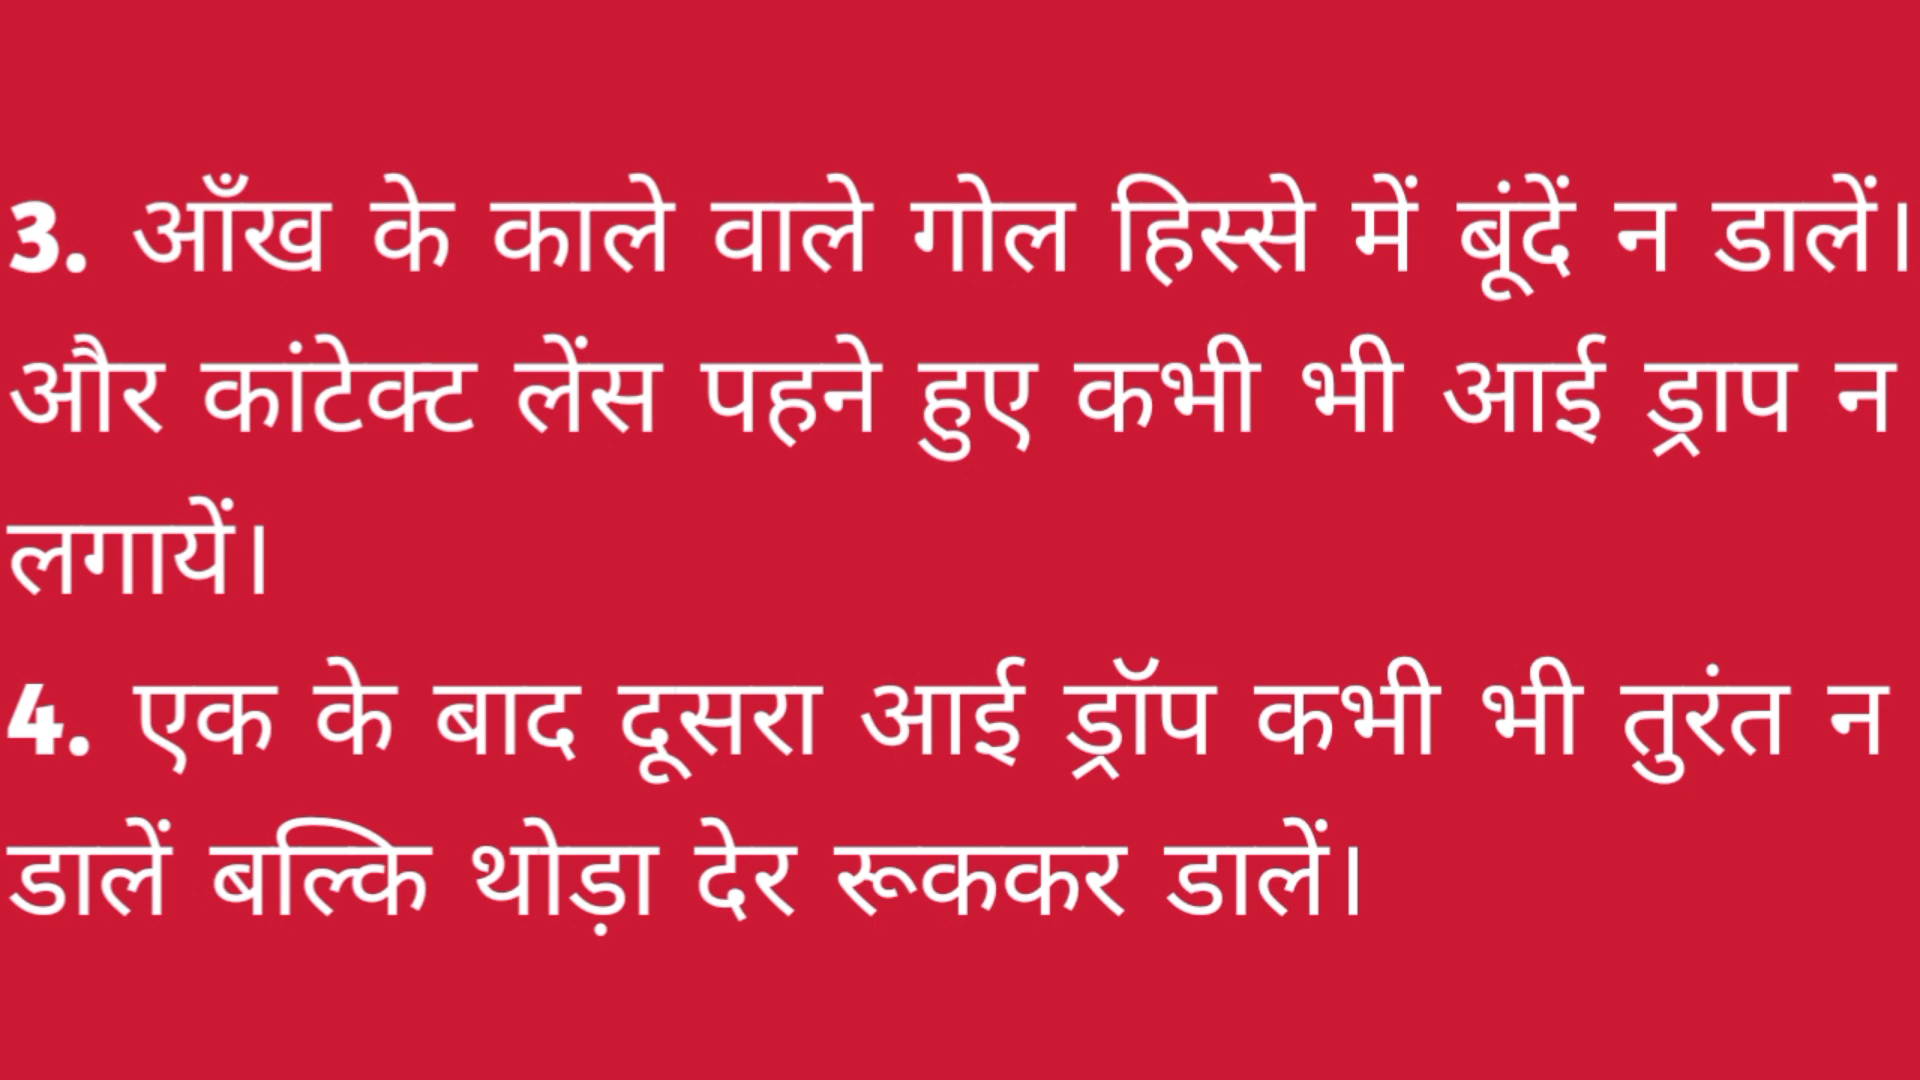 3. आँख के काले वाले गोल हिस्से में बूंदें न डालें।
और कांटेक्ट लेंस पहने हुए कभी भी आई ड्राप न
लगायें।
4. एक के बाद दूसरा आई ड्रॉप कभी भी तुरंत न
डालें बल्कि थोड़ा देर रूककर डालें।